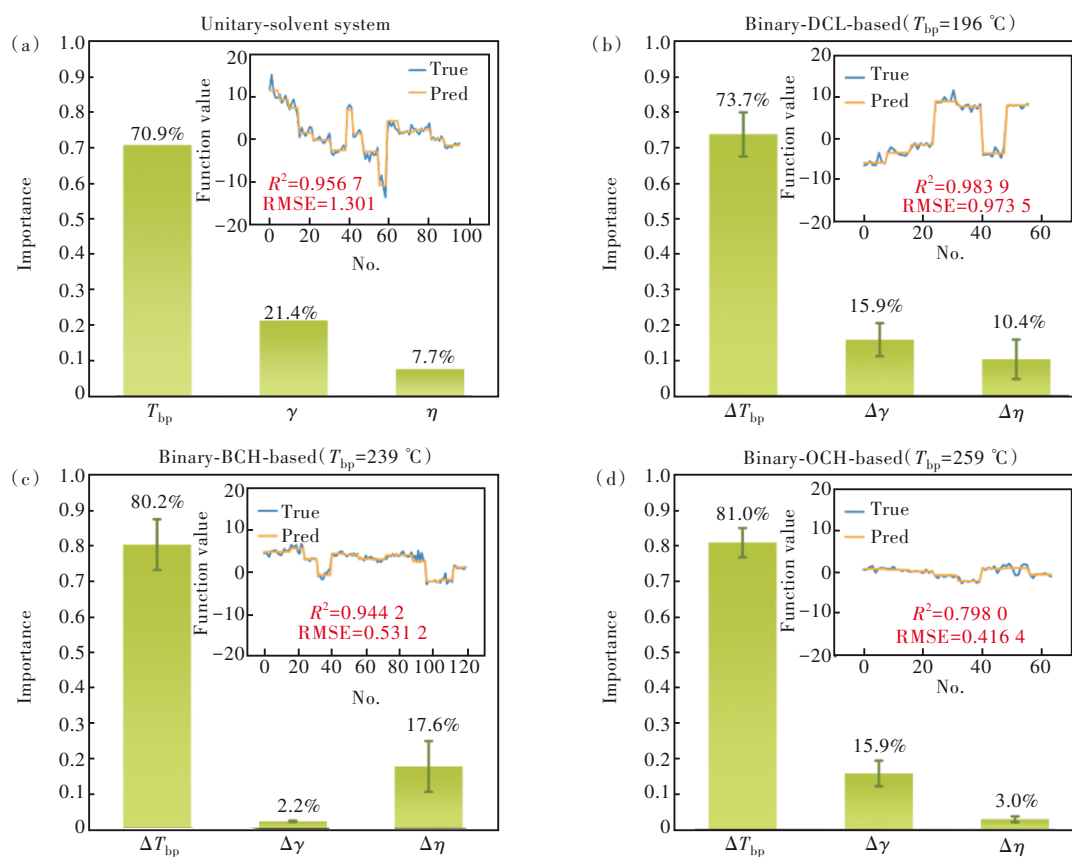 Unitary-solvent system
(a)
Importance
1.0
0.9
0.8
0.7
0.6
0.5
0.4
0.3
0.2
0.1
0
70.9%
21.4%
7.7%
T_bp
γ
η
Function value
20
10
0
−10
−20
True
Pred
R²=0.956 7
RMSE=1.301
0 20 40 60 80 100
No.
Binary-DCL-based(T_bp=196 ℃)
(b)
Importance
1.0
0.9
0.8
0.7
0.6
0.5
0.4
0.3
0.2
0.1
0
73.7%
15.9%
10.4%
ΔT_bp
Δγ
Δη
Function value
20
10
0
−10
−20
True
Pred
R²=0.983 9
RMSE=0.973 5
0 20 40 60
No.
Binary-BCH-based(T_bp=239 ℃)
(c)
Importance
1.0
0.9
0.8
0.7
0.6
0.5
0.4
0.3
0.2
0.1
0
80.2%
2.2%
17.6%
ΔT_bp
Δγ
Δη
Function value
20
10
0
−10
−20
True
Pred
R²=0.944 2
RMSE=0.531 2
0 20 40 60 80 100 120
No.
Binary-OCH-based(T_bp=259 ℃)
(d)
Importance
1.0
0.9
0.8
0.7
0.6
0.5
0.4
0.3
0.2
0.1
0
81.0%
15.9%
3.0%
ΔT_bp
Δγ
Δη
Function value
20
10
0
−10
−20
True
Pred
R²=0.798 0
RMSE=0.416 4
0 20 40 60
No.